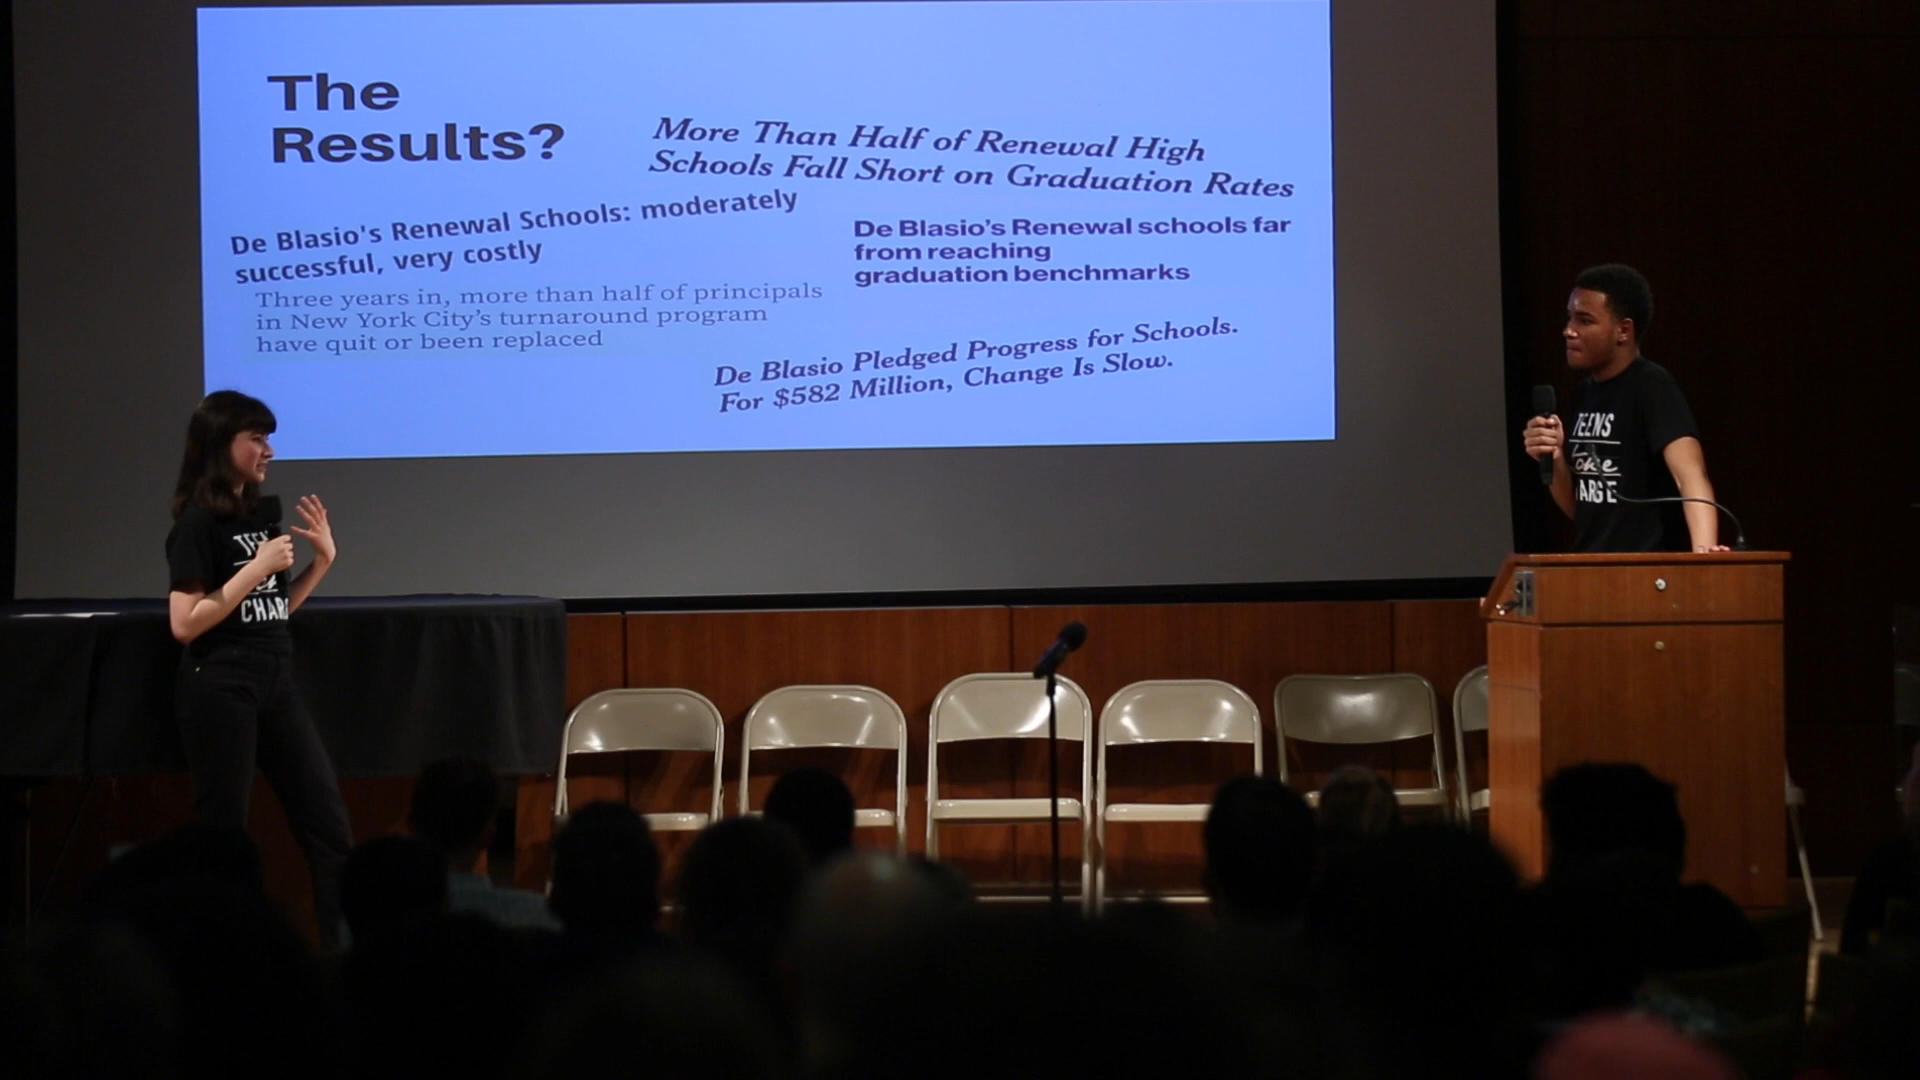 The
Results?
More Than Half of Renewal High
Schools Fall Short on Graduation Rates
De Blasio's Renewal Schools: moderately
successful, very costly
De Blasio's Renewal schools far
from reaching
graduation benchmarks
Three years in, more than half of principals
in New York City's turnaround program
have quit or been replaced
De Blasio Pledged Progress for Schools.
For $582 Million, Change Is Slow.
TEENS
ARGE
CHAR